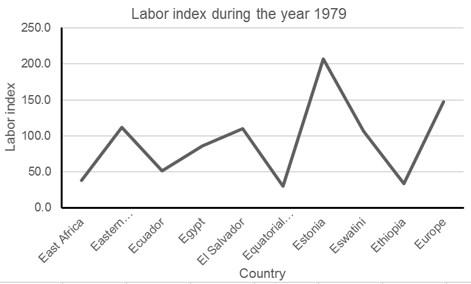 Labor index during the year 1979
250.0
200.0
150.0
100.0
50.0
0.0
Labor index
East Africa
Eastern...
Ecuador
Egypt
El Salvador
Equatorial...
Estonia
Eswatini
Ethiopia
Europe
Country